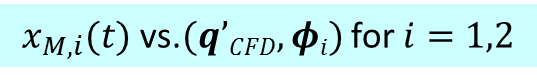 x_{M,i}(t) vs.(q'_{CFD}, ϕ_i) for i = 1,2